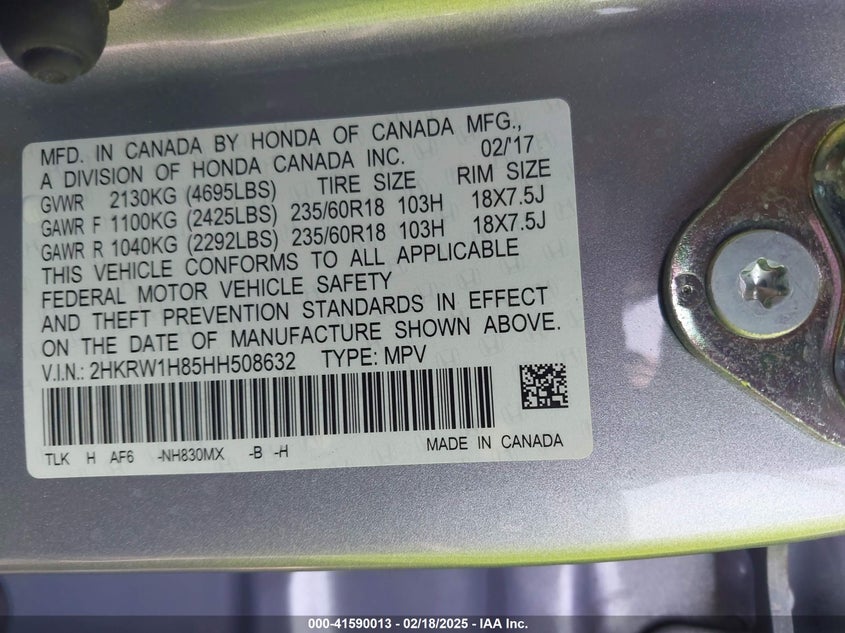 MFD. IN CANADA BY HONDA OF CANADA MFG.,
A DIVISION OF HONDA CANADA INC. 02/'17
GVWR 2130KG (4695LBS) TIRE SIZE RIM SIZE
GAWR F 1100KG (2425LBS) 235/60R18 103H 18X7.5J
GAWR R 1040KG (2292LBS) 235/60R18 103H 18X7.5J
THIS VEHICLE CONFORMS TO ALL APPLICABLE
FEDERAL MOTOR VEHICLE SAFETY
AND THEFT PREVENTION STANDARDS IN EFFECT
ON THE DATE OF MANUFACTURE SHOWN ABOVE.
V.I.N.: 2HKRW1H85HH508632 TYPE: MPV
TLK H AF6 -NH830MX -B -H MADE IN CANADA
000-41590013 - 02/18/2025 - IAA Inc.